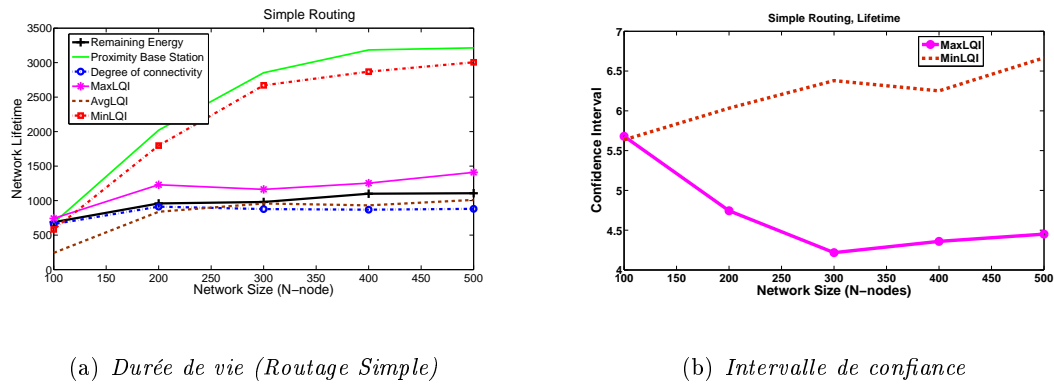 Simple Routing
Network Lifetime
3500
3000
2500
2000
1500
1000
500
0
Remaining Energy
Proximity Base Station
Degree of connectivity
MaxLQI
AvgLQI
MinLQI
100 150 200 250 300 350 400 450 500
Network Size (N−node)
(a) Durée de vie (Routage Simple)
Simple Routing, Lifetime
Confidence Interval
7
6.5
6
5.5
5
4.5
4
MaxLQI
MinLQI
100 150 200 250 300 350 400 450 500
Network Size (N−nodes)
(b) Intervalle de confiance